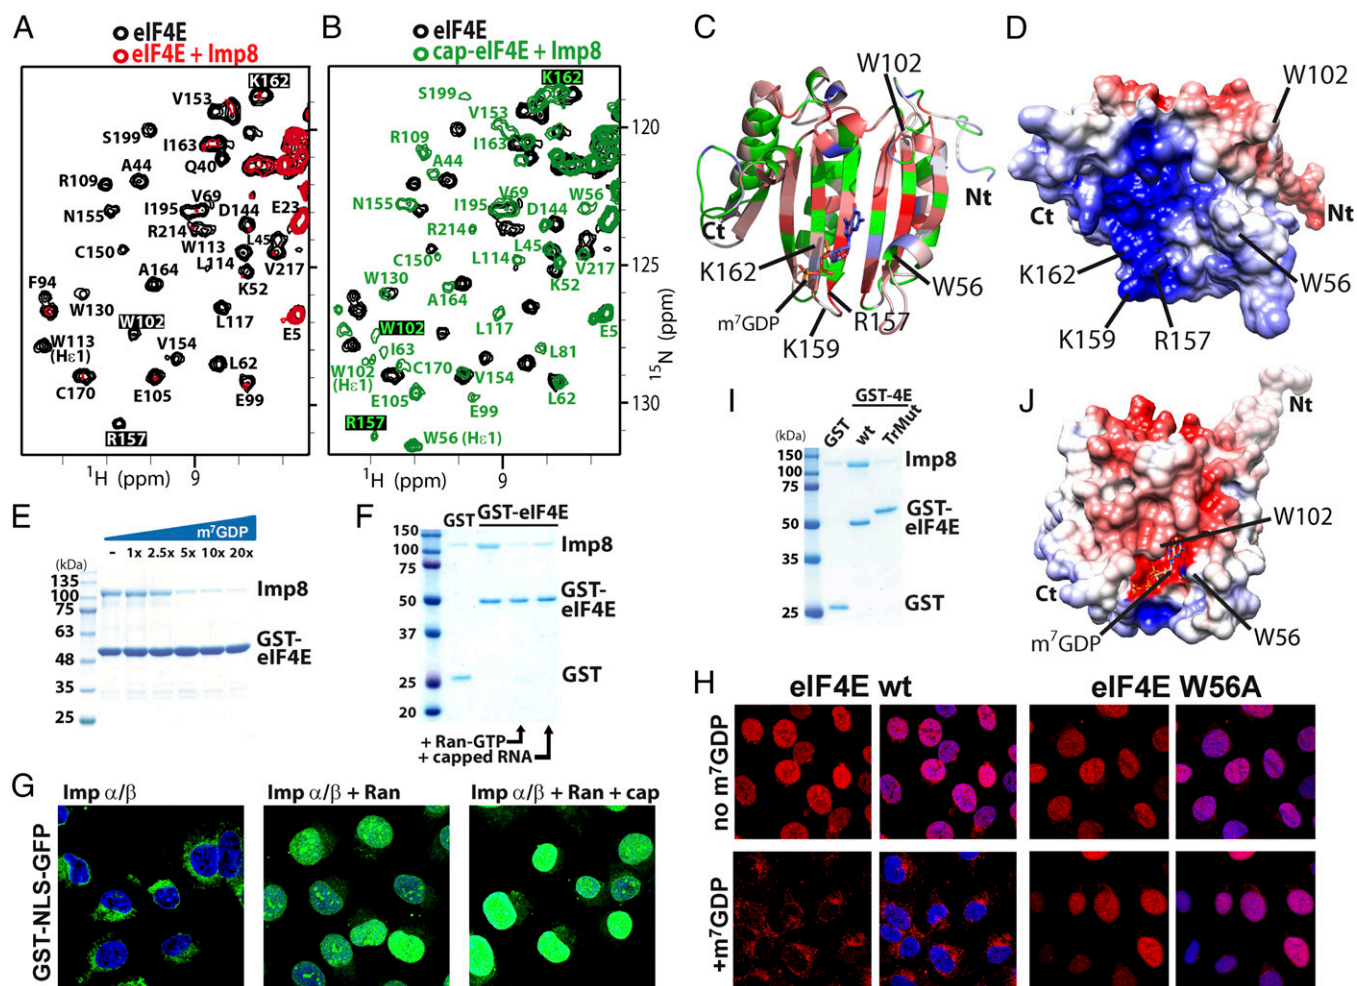 A
eIF4E
eIF4E + Imp8
K162
V153
S199
I163
A44
Q40
R109
V69
I195
D144
E23
N155
R214
W113
L45
C150
L114
V217
A164
K52
F94
W130
L117
E5
W102
W113
(Hε1)
V154
L62
C170
E105
E99
R157
¹H (ppm)
9
B
eIF4E
cap-eIF4E + Imp8
K162
S199
V153
120
R109
I163
A44
V69
W56
N155
I195
D144
R214
L45
C150
L114
V217
125
W130
K52
A164
L117
E5
W102
I63
L81
W102
(Hε1)
C170
V154
E105
E99
L62
130
R157
W56 (Hε1)
¹⁵N (ppm)
¹H (ppm)
9
C
W102
Nt
Ct
K162
W56
m⁷GDP
R157
K159
D
W102
Nt
Ct
K162
W56
K159
R157
E
m⁷GDP
– 1x 2.5x 5x 10x 20x
(kDa)
135
100
75
63
48
35
25
Imp8
GST-
eIF4E
F
GST
GST-eIF4E
150
100
75
50
37
25
20
Imp8
GST-
eIF4E
GST
+ Ran-GTP
+ capped RNA
I
GST-4E
GST
wt
TrMut
(kDa)
150
100
75
50
35
25
Imp8
GST-
eIF4E
GST
J
Nt
W102
Ct
m⁷GDP
W56
G
Imp α/β
Imp α/β + Ran
Imp α/β + Ran + cap
GST-NLS-GFP
H
eIF4E wt
eIF4E W56A
no m⁷GDP
+m⁷GDP